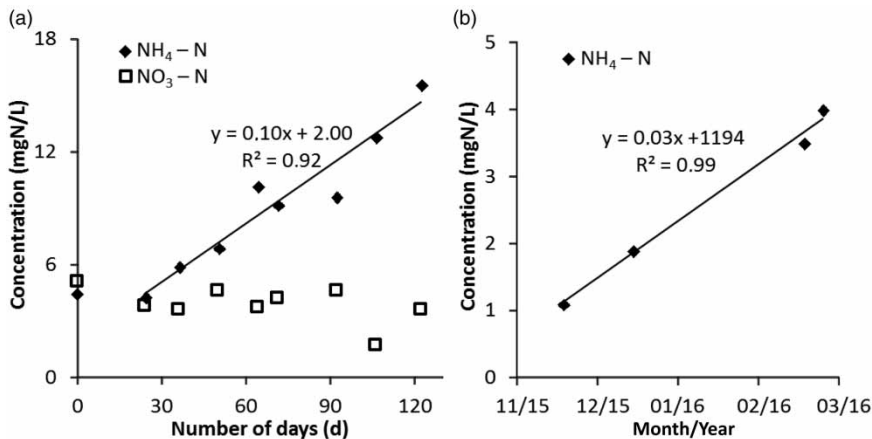 (a)
Concentration (mgN/L)
18
12
6
0
NH₄ – N
NO₃ – N
y = 0.10x + 2.00
R² = 0.92
0 30 60 90 120
Number of days (d)
(b)
Concentration (mgN/L)
5
4
3
2
1
0
NH₄ – N
y = 0.03x +1194
R² = 0.99
11/15 12/15 01/16 02/16 03/16
Month/Year